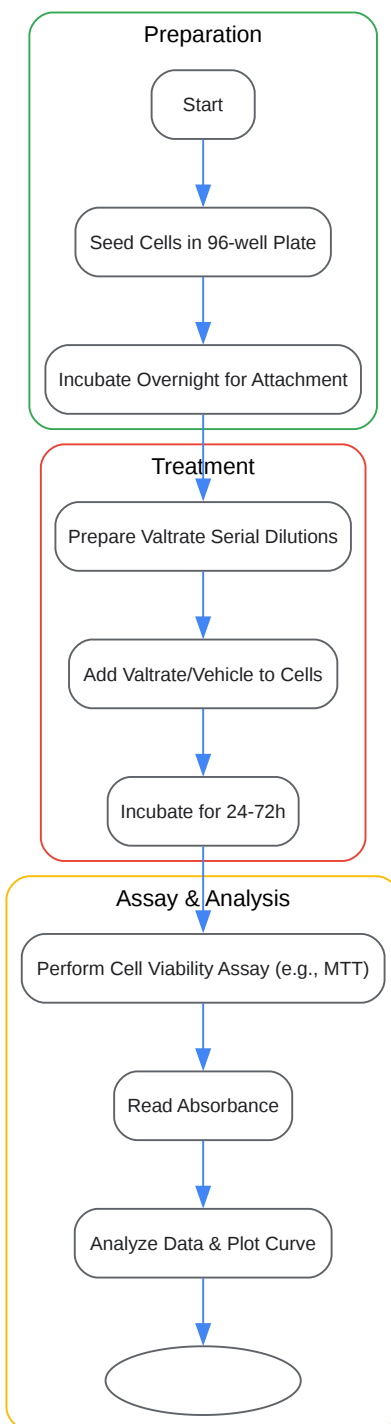 Preparation
Start
Seed Cells in 96-well Plate
Incubate Overnight for Attachment
Treatment
Prepare Valtrate Serial Dilutions
Add Valtrate/Vehicle to Cells
Incubate for 24-72h
Assay & Analysis
Perform Cell Viability Assay (e.g., MTT)
Read Absorbance
Analyze Data & Plot Curve